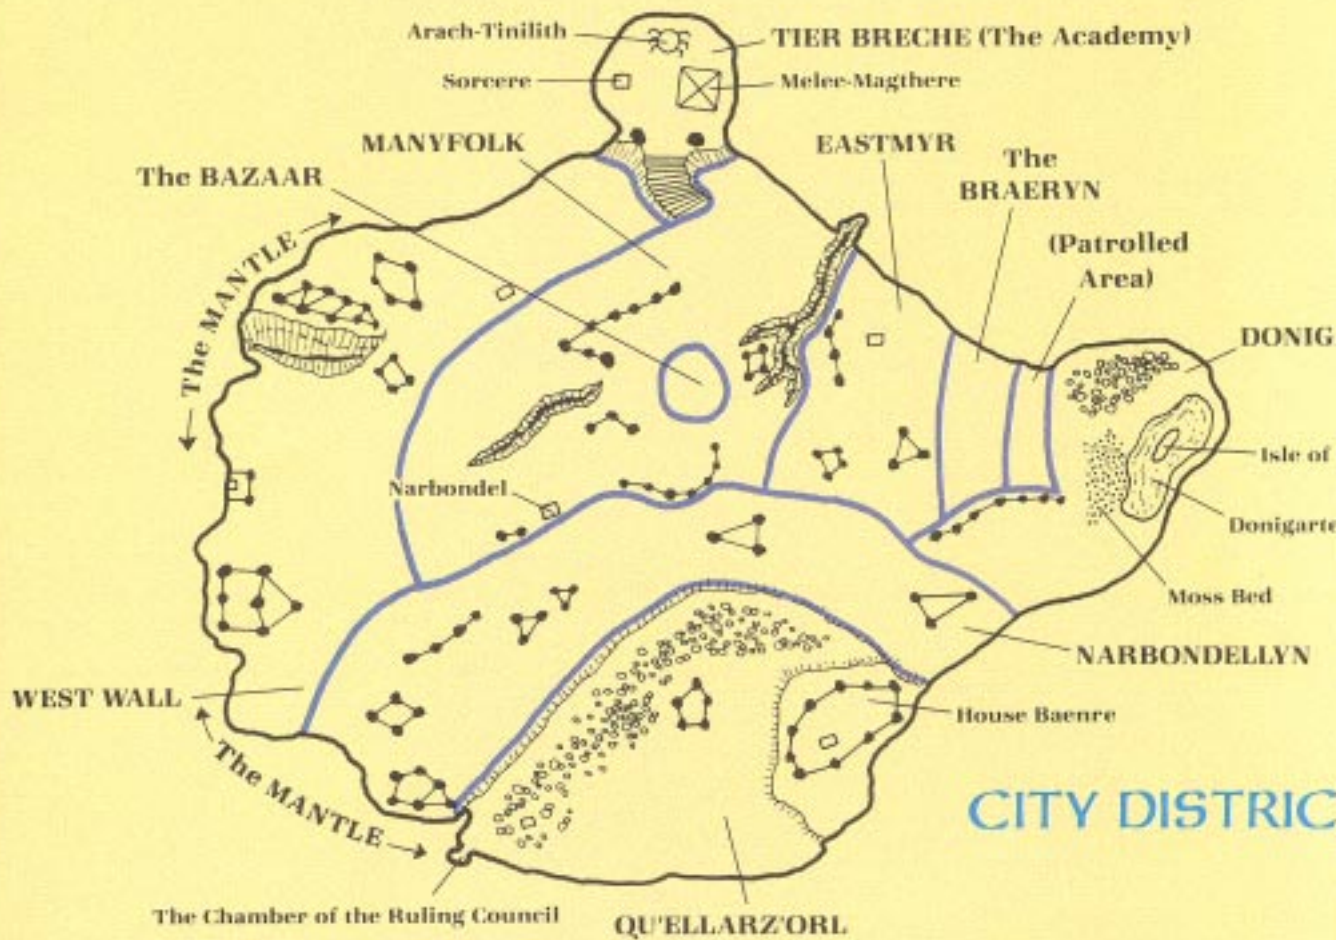 Arach-Tinilith
TIER BRECHE (The Academy)
Sorcere
Melee-Magthere
MANYFOLK
EASTMYR
The
BRAERYN
The BAZAAR
(Patrolled
Area)
The MANTLE
DONIG
Isle of
Narbondel
Donigarte
Moss Bed
NARBONDELLYN
WEST WALL
House Baenre
The MANTLE
CITY DISTRIC
The Chamber of the Ruling Council
QU'ELLARZ'ORL